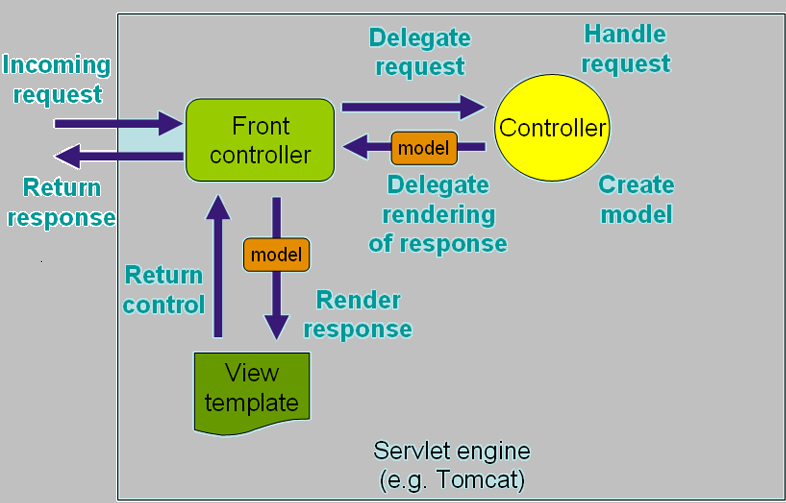 Delegate
request
Handle
request
Incoming
request
Front
controller
Controller
model
Return
response
Delegate
rendering
of response
Create
model
model
Return
control
Render
response
View
template
Servlet engine
(e.g. Tomcat)